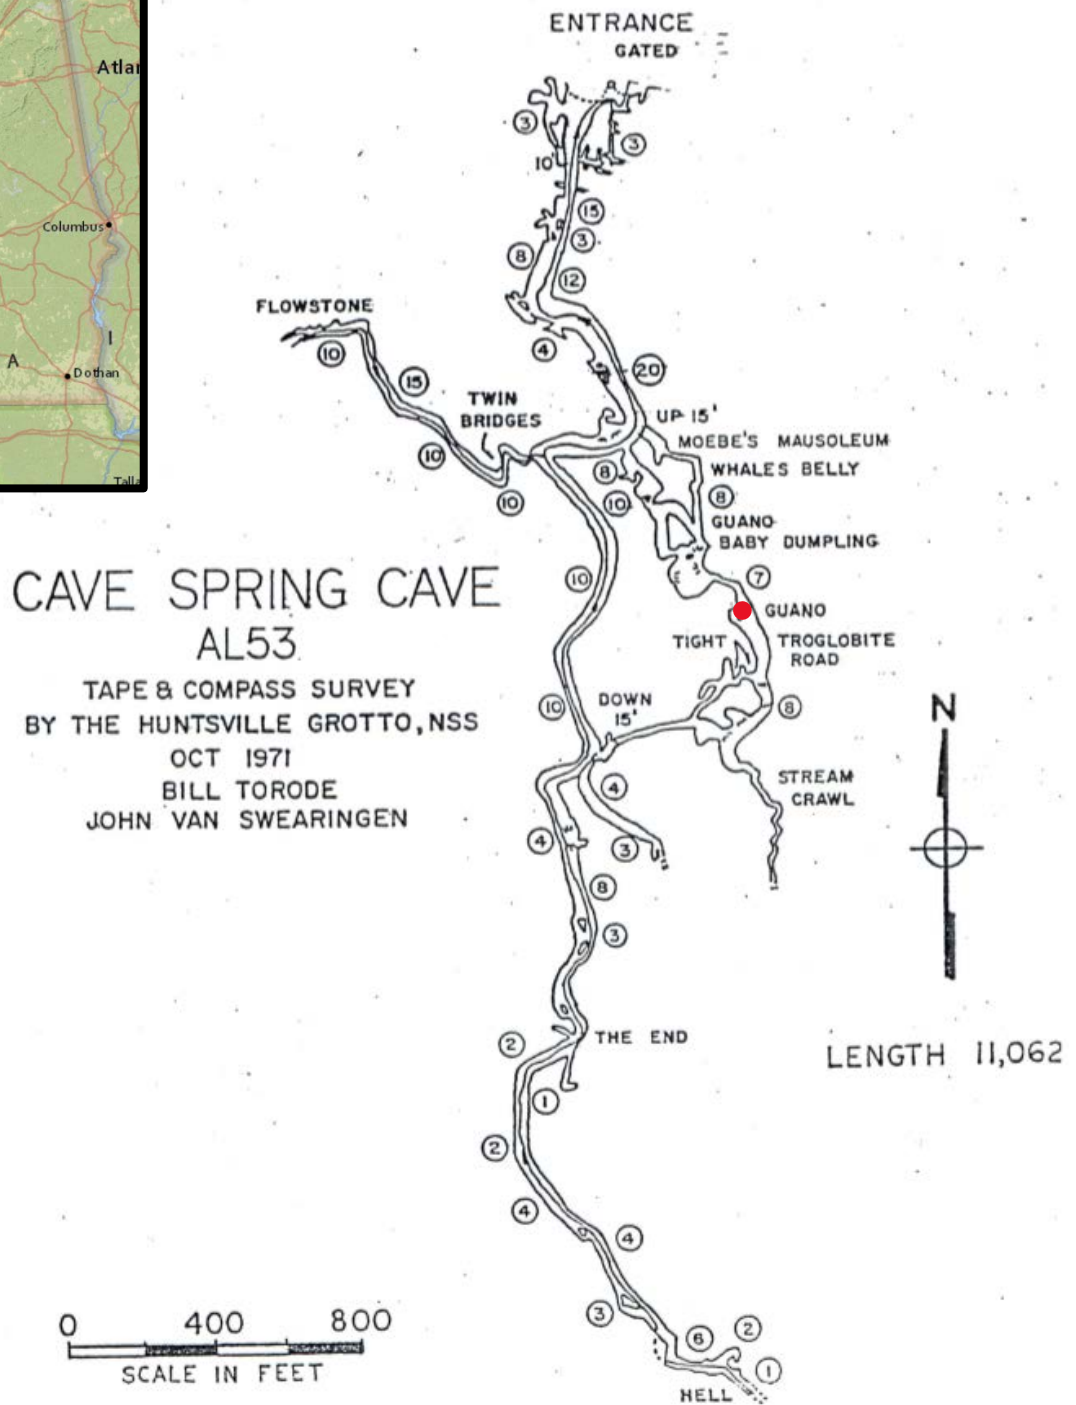 ENTRANCE
GATED
Columbus
A
I
Dothan
3
3
10'
15
3
8
12
4
20
FLOWSTONE
10
15
TWIN
BRIDGES
10
10
UP 15'
MOEBE'S MAUSOLEUM
WHALES BELLY
8
10
8
GUANO
BABY DUMPLING
7
GUANO
TIGHT
TROGLOBITE
ROAD
10
10
DOWN
15'
8
STREAM
CRAWL
CAVE SPRING CAVE
AL53
TAPE & COMPASS SURVEY
BY THE HUNTSVILLE GROTTO, NSS
OCT 1971
BILL TORODE
JOHN VAN SWEARINGEN
N
4
4
3
8
3
THE END
2
1
2
4
4
3
6
2
1
HELL
LENGTH 11,062
0 400 800
SCALE IN FEET